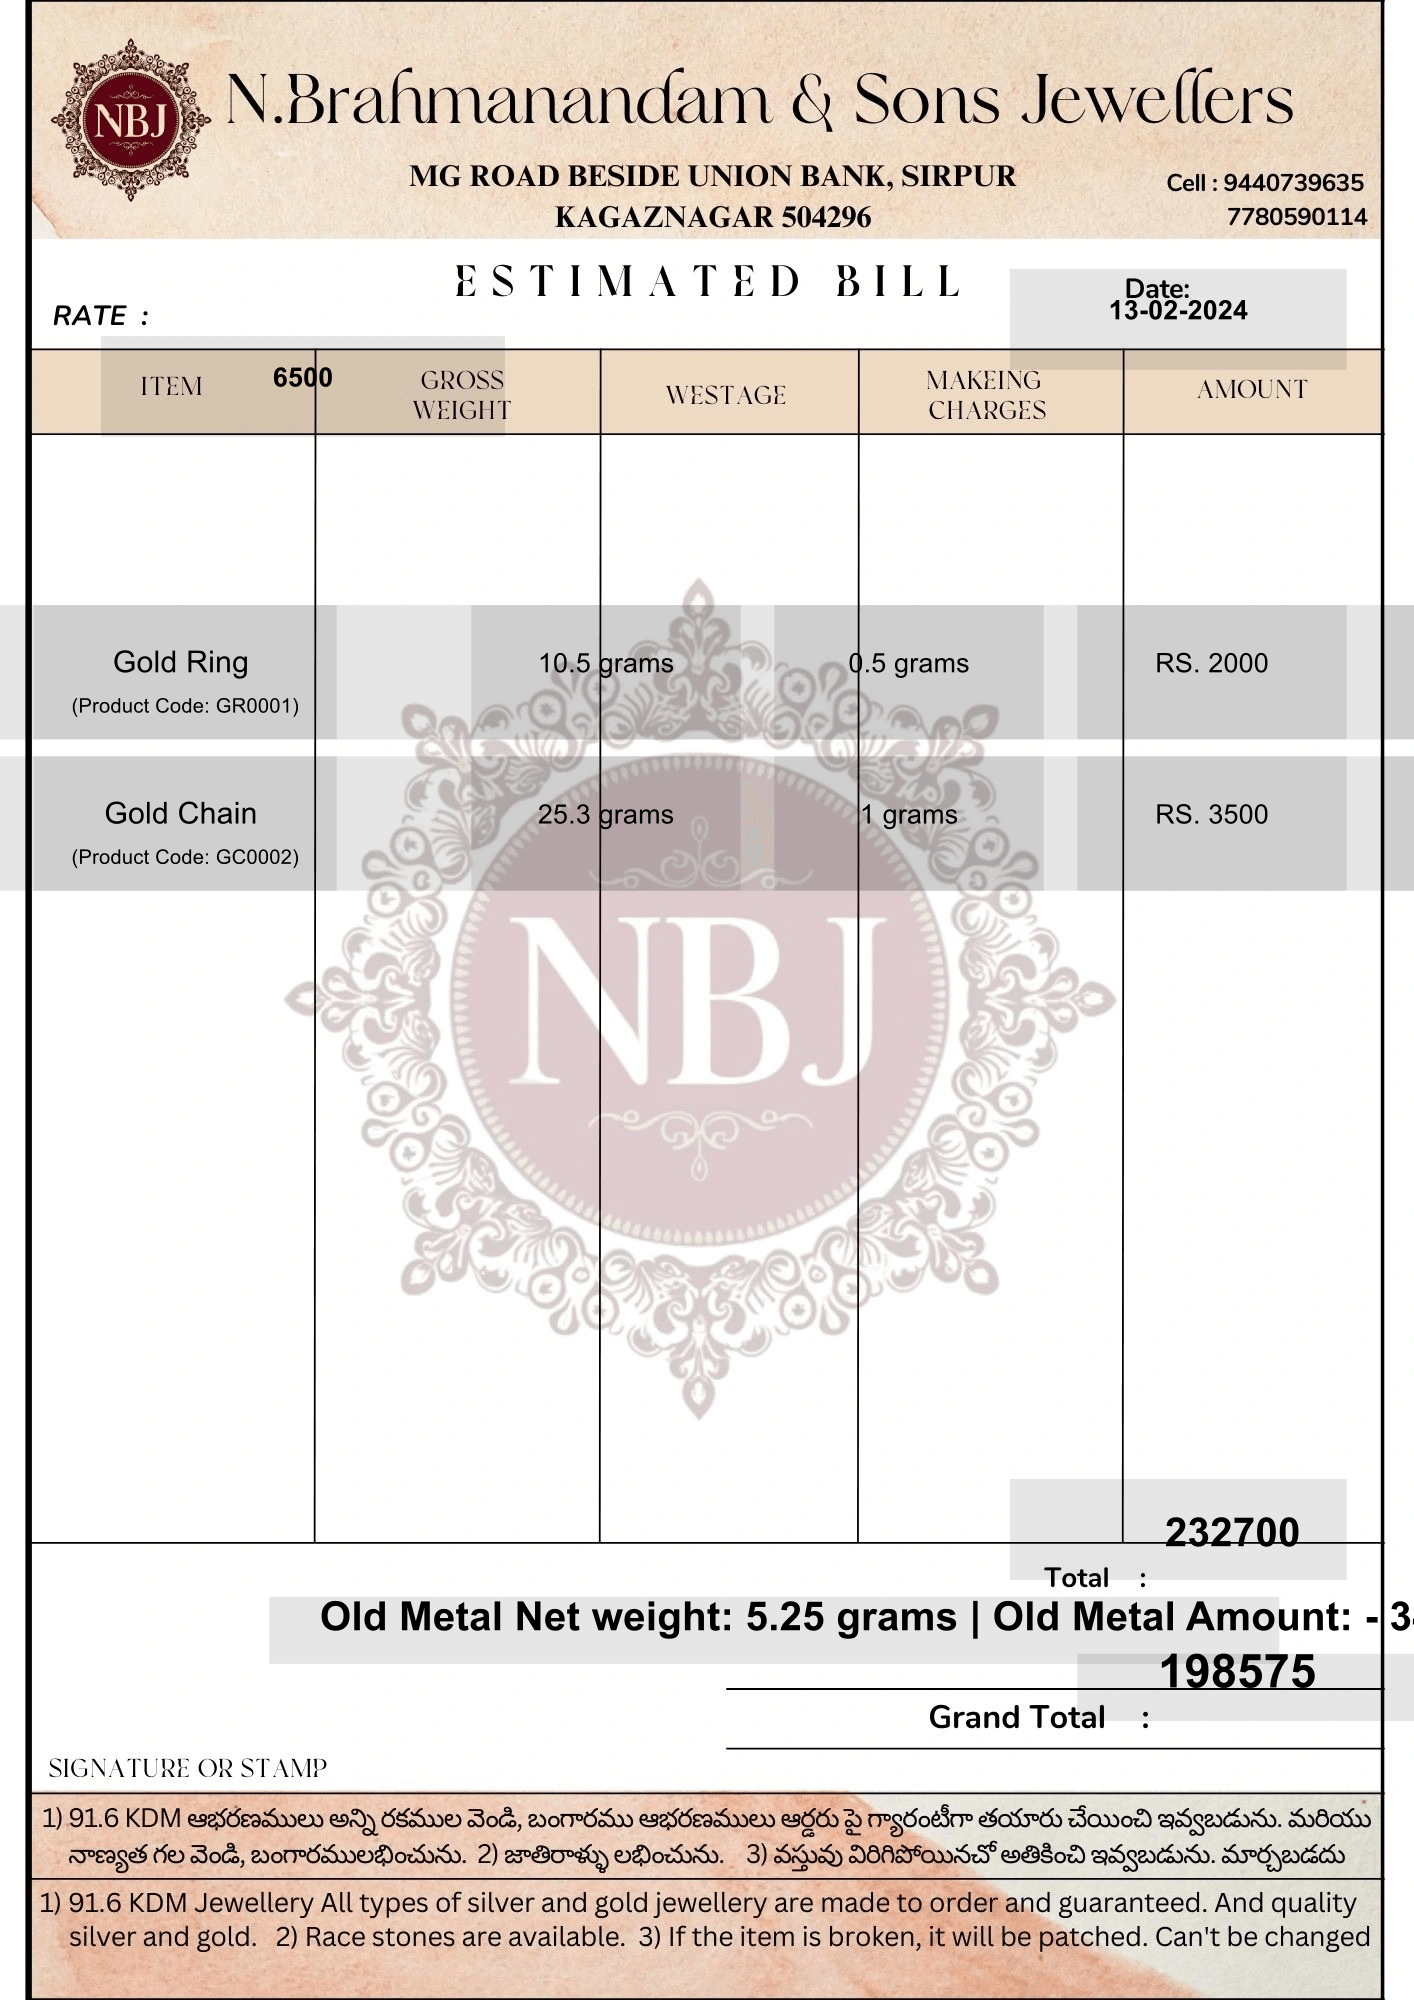 NBJ
N.Brahmanandam & Sons Jewellers
MG ROAD BESIDE UNION BANK, SIRPUR
KAGAZNAGAR 504296
Cell : 9440739635
7780590114
ESTIMATED BILL
Date:
13-02-2024
RATE :
6500
ITEM
GROSS
WEIGHT
WESTAGE
MAKEING
CHARGES
AMOUNT
Gold Ring 10.5 grams 0.5 grams RS. 2000
(Product Code: GR0001)
Gold Chain 25.3 grams 1 grams RS. 3500
(Product Code: GC0002)
NBJ
232700
Total :
Old Metal Net weight: 5.25 grams | Old Metal Amount: -
198575
Grand Total :
SIGNATURE OR STAMP
1) 91.6 KDM ఆభరణములు అన్ని రకముల వెండి, బంగారము ఆభరణములు ఆర్డరు పై గ్యారంటీగా తయారు చేయించి ఇవ్వబడును. మరియు
నాణ్యత గల వెండి, బంగారములభించును. 2) జాతిరాళ్ళు లభించును. 3) వస్తువు విరిగిపోయినచో అతికించి ఇవ్వబడును. మార్చబడదు
1) 91.6 KDM Jewellery All types of silver and gold jewellery are made to order and guaranteed. And quality
silver and gold. 2) Race stones are available. 3) If the item is broken, it will be patched. Can't be changed